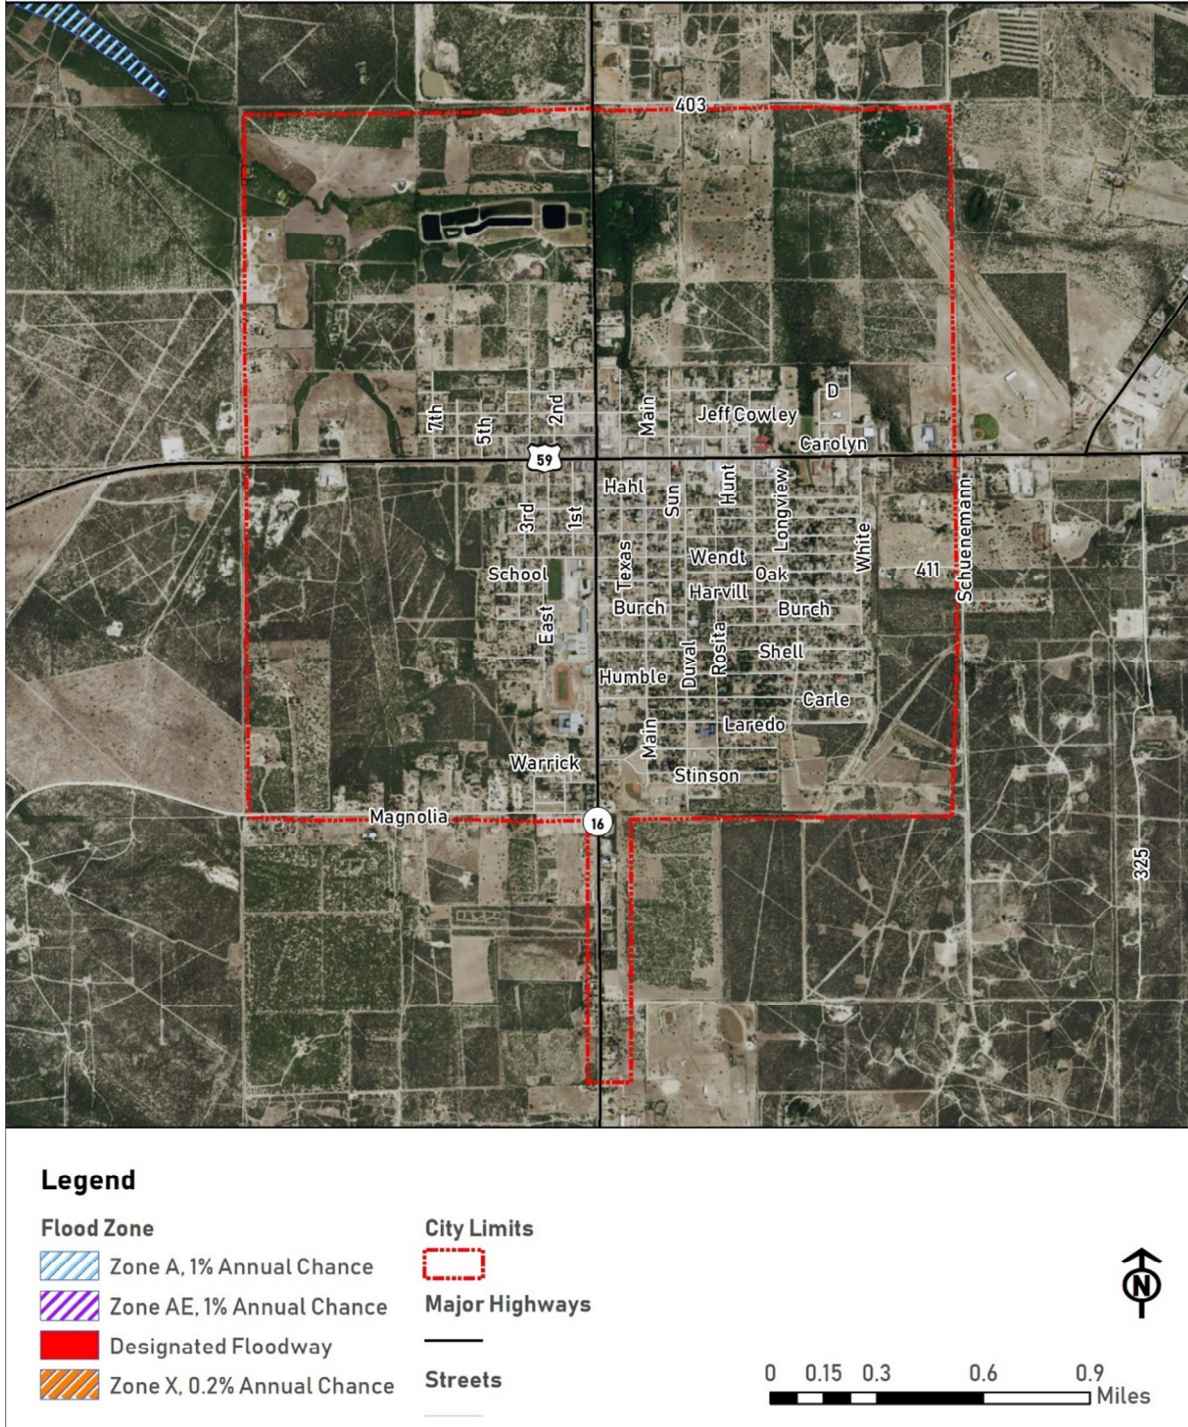 403
D
7th
5th
2nd
Main
Jeff Cowley
Carolyn
59
Hahl
Sun
Hunt
Longview
3rd
1st
Texas
Wendt
White
Schuenemann
School
Oak
411
Harvill
Burch
Burch
East
Duval
Rosita
Shell
Humble
Carle
Main
Laredo
Warrick
Stinson
Magnolia
16
325
Legend
Flood Zone
Zone A, 1% Annual Chance
Zone AE, 1% Annual Chance
Designated Floodway
Zone X, 0.2% Annual Chance
City Limits
Major Highways
Streets
N
0 0.15 0.3 0.6 0.9
Miles